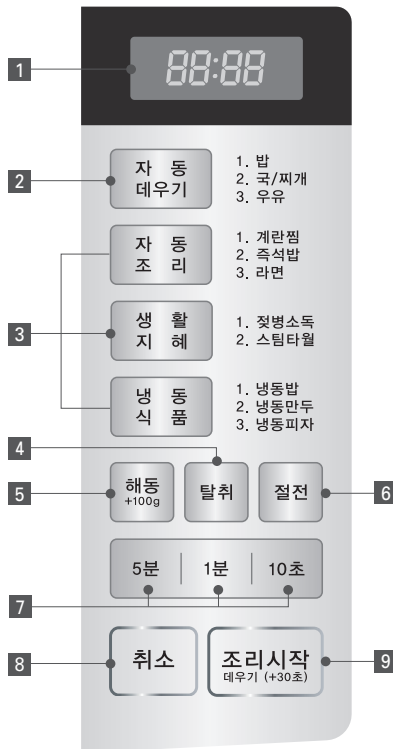 1
88:88
2
자 동
데우기
1. 밥
2. 국/찌개
3. 우유
자 동
조 리
1. 계란찜
2. 즉석밥
3. 라면
3
생 활
지 혜
1. 젖병소독
2. 스팀타월
냉 동
식 품
1. 냉동밥
2. 냉동만두
3. 냉동피자
4
5
해동
+100g
탈취
절전
6
5분
1분
10초
7
8
취소
조리시작
데우기 (+30초)
9